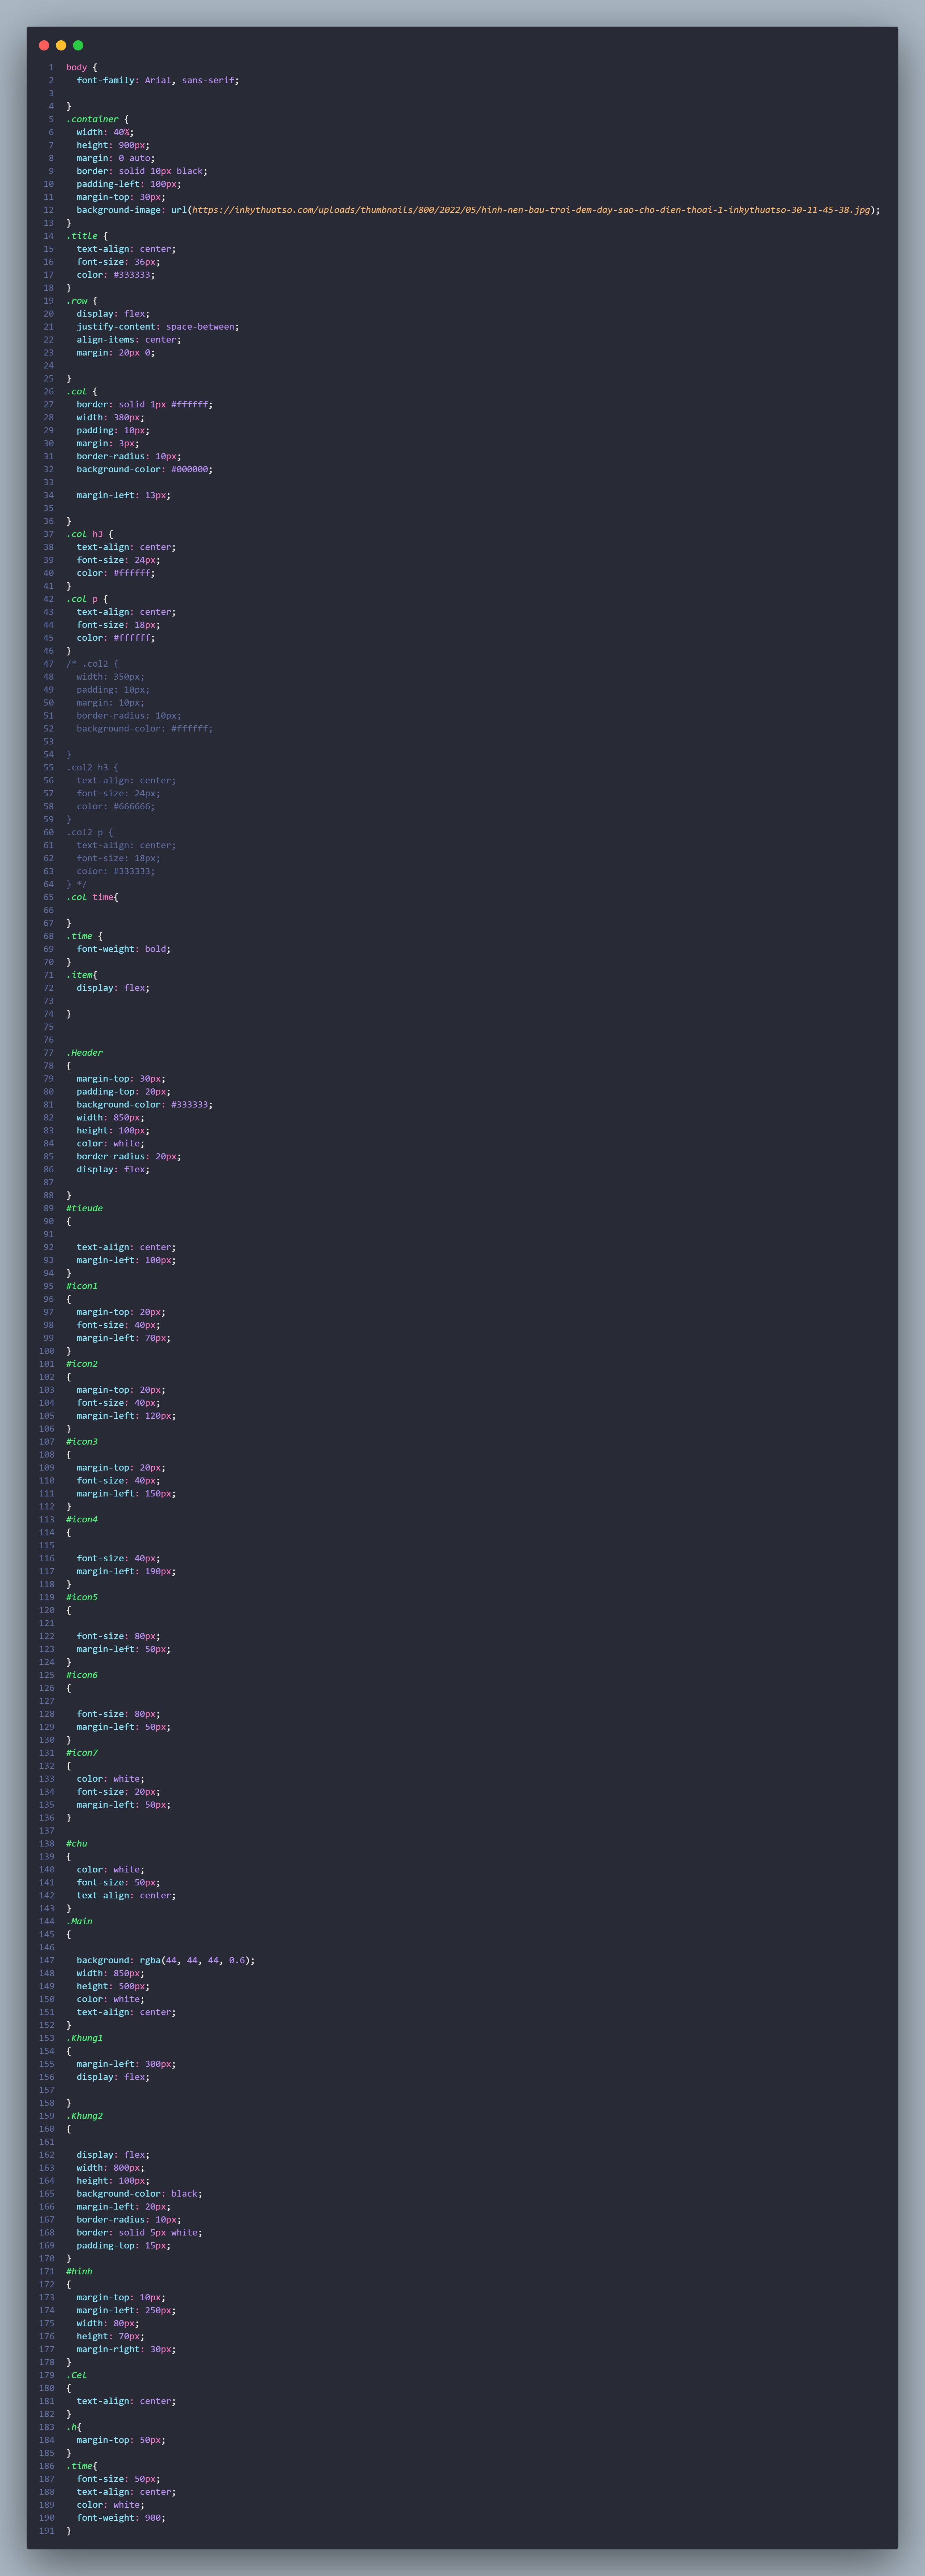 1 body {
2   font-family: Arial, sans-serif;
3
4 }
5 .container {
6   width: 40%;
7   height: 900px;
8   margin: 0 auto;
9   border: solid 10px black;
10   padding-left: 100px;
11   margin-top: 30px;
12   background-image: url(https://inkythuatso.com/uploads/thumbnails/800/2022/05/hinh-nen-bau-troi-dem-day-sao-cho-dien-thoai-1-inkythuatso-30-11-45-38.jpg);
13 }
14 .title {
15   text-align: center;
16   font-size: 36px;
17   color: #333333;
18 }
19 .row {
20   display: flex;
21   justify-content: space-between;
22   align-items: center;
23   margin: 20px 0;
24
25 }
26 .col {
27   border: solid 1px #ffffff;
28   width: 380px;
29   padding: 10px;
30   margin: 3px;
31   border-radius: 10px;
32   background-color: #000000;
33
34   margin-left: 13px;
35
36 }
37 .col h3 {
38   text-align: center;
39   font-size: 24px;
40   color: #ffffff;
41 }
42 .col p {
43   text-align: center;
44   font-size: 18px;
45   color: #ffffff;
46 }
47 /* .col2 {
48   width: 350px;
49   padding: 10px;
50   margin: 10px;
51   border-radius: 10px;
52   background-color: #ffffff;
53
54 }
55 .col2 h3 {
56   text-align: center;
57   font-size: 24px;
58   color: #666666;
59 }
60 .col2 p {
61   text-align: center;
62   font-size: 18px;
63   color: #333333;
64 } */
65 .col time{
66
67 }
68 .time {
69   font-weight: bold;
70 }
71 .item{
72   display: flex;
73
74 }
75
76
77 .Header
78 {
79   margin-top: 30px;
80   padding-top: 20px;
81   background-color: #333333;
82   width: 850px;
83   height: 100px;
84   color: white;
85   border-radius: 20px;
86   display: flex;
87
88 }
89 #tieude
90 {
91
92   text-align: center;
93   margin-left: 100px;
94 }
95 #icon1
96 {
97   margin-top: 20px;
98   font-size: 40px;
99   margin-left: 70px;
100 }
101 #icon2
102 {
103   margin-top: 20px;
104   font-size: 40px;
105   margin-left: 120px;
106 }
107 #icon3
108 {
109   margin-top: 20px;
110   font-size: 40px;
111   margin-left: 150px;
112 }
113 #icon4
114 {
115
116   font-size: 40px;
117   margin-left: 190px;
118 }
119 #icon5
120 {
121
122   font-size: 80px;
123   margin-left: 50px;
124 }
125 #icon6
126 {
127
128   font-size: 80px;
129   margin-left: 50px;
130 }
131 #icon7
132 {
133   color: white;
134   font-size: 20px;
135   margin-left: 50px;
136 }
137
138 #chu
139 {
140   color: white;
141   font-size: 50px;
142   text-align: center;
143 }
144 .Main
145 {
146
147   background: rgba(44, 44, 44, 0.6);
148   width: 850px;
149   height: 500px;
150   color: white;
151   text-align: center;
152 }
153 .Khung1
154 {
155   margin-left: 300px;
156   display: flex;
157
158 }
159 .Khung2
160 {
161
162   display: flex;
163   width: 800px;
164   height: 100px;
165   background-color: black;
166   margin-left: 20px;
167   border-radius: 10px;
168   border: solid 5px white;
169   padding-top: 15px;
170 }
171 #hinh
172 {
173   margin-top: 10px;
174   margin-left: 250px;
175   width: 80px;
176   height: 70px;
177   margin-right: 30px;
178 }
179 .Cel
180 {
181   text-align: center;
182 }
183 .h{
184   margin-top: 50px;
185 }
186 .time{
187   font-size: 50px;
188   text-align: center;
189   color: white;
190   font-weight: 900;
191 }